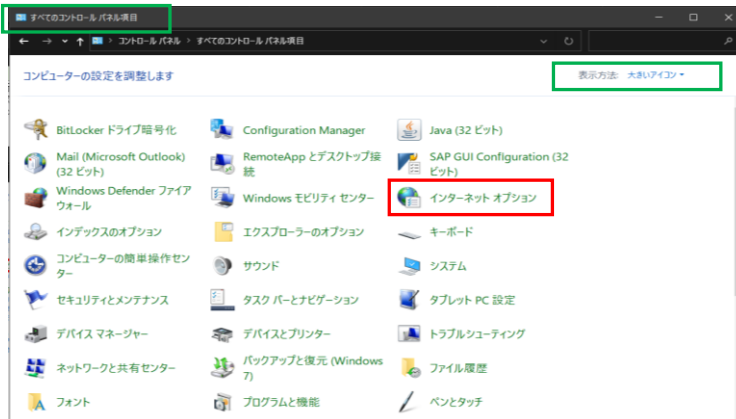 すべてのコントロール パネル項目
コントロール パネル › すべてのコントロール パネル項目
コンピューターの設定を調整します
表示方法: 大きいアイコン
BitLocker ドライブ暗号化
Configuration Manager
Java (32 ビット)
Mail (Microsoft Outlook)
(32 ビット)
RemoteApp とデスクトップ接
続
SAP GUI Configuration (32
ビット)
Windows Defender ファイア
ウォール
Windows モビリティ センター
インターネット オプション
インデックスのオプション
エクスプローラーのオプション
キーボード
コンピューターの簡単操作セン
ター
サウンド
システム
セキュリティとメンテナンス
タスク バーとナビゲーション
タブレット PC 設定
デバイス マネージャー
デバイスとプリンター
トラブルシューティング
ネットワークと共有センター
バックアップと復元 (Windows
7)
ファイル履歴
フォント
プログラムと機能
ペンとタッチ